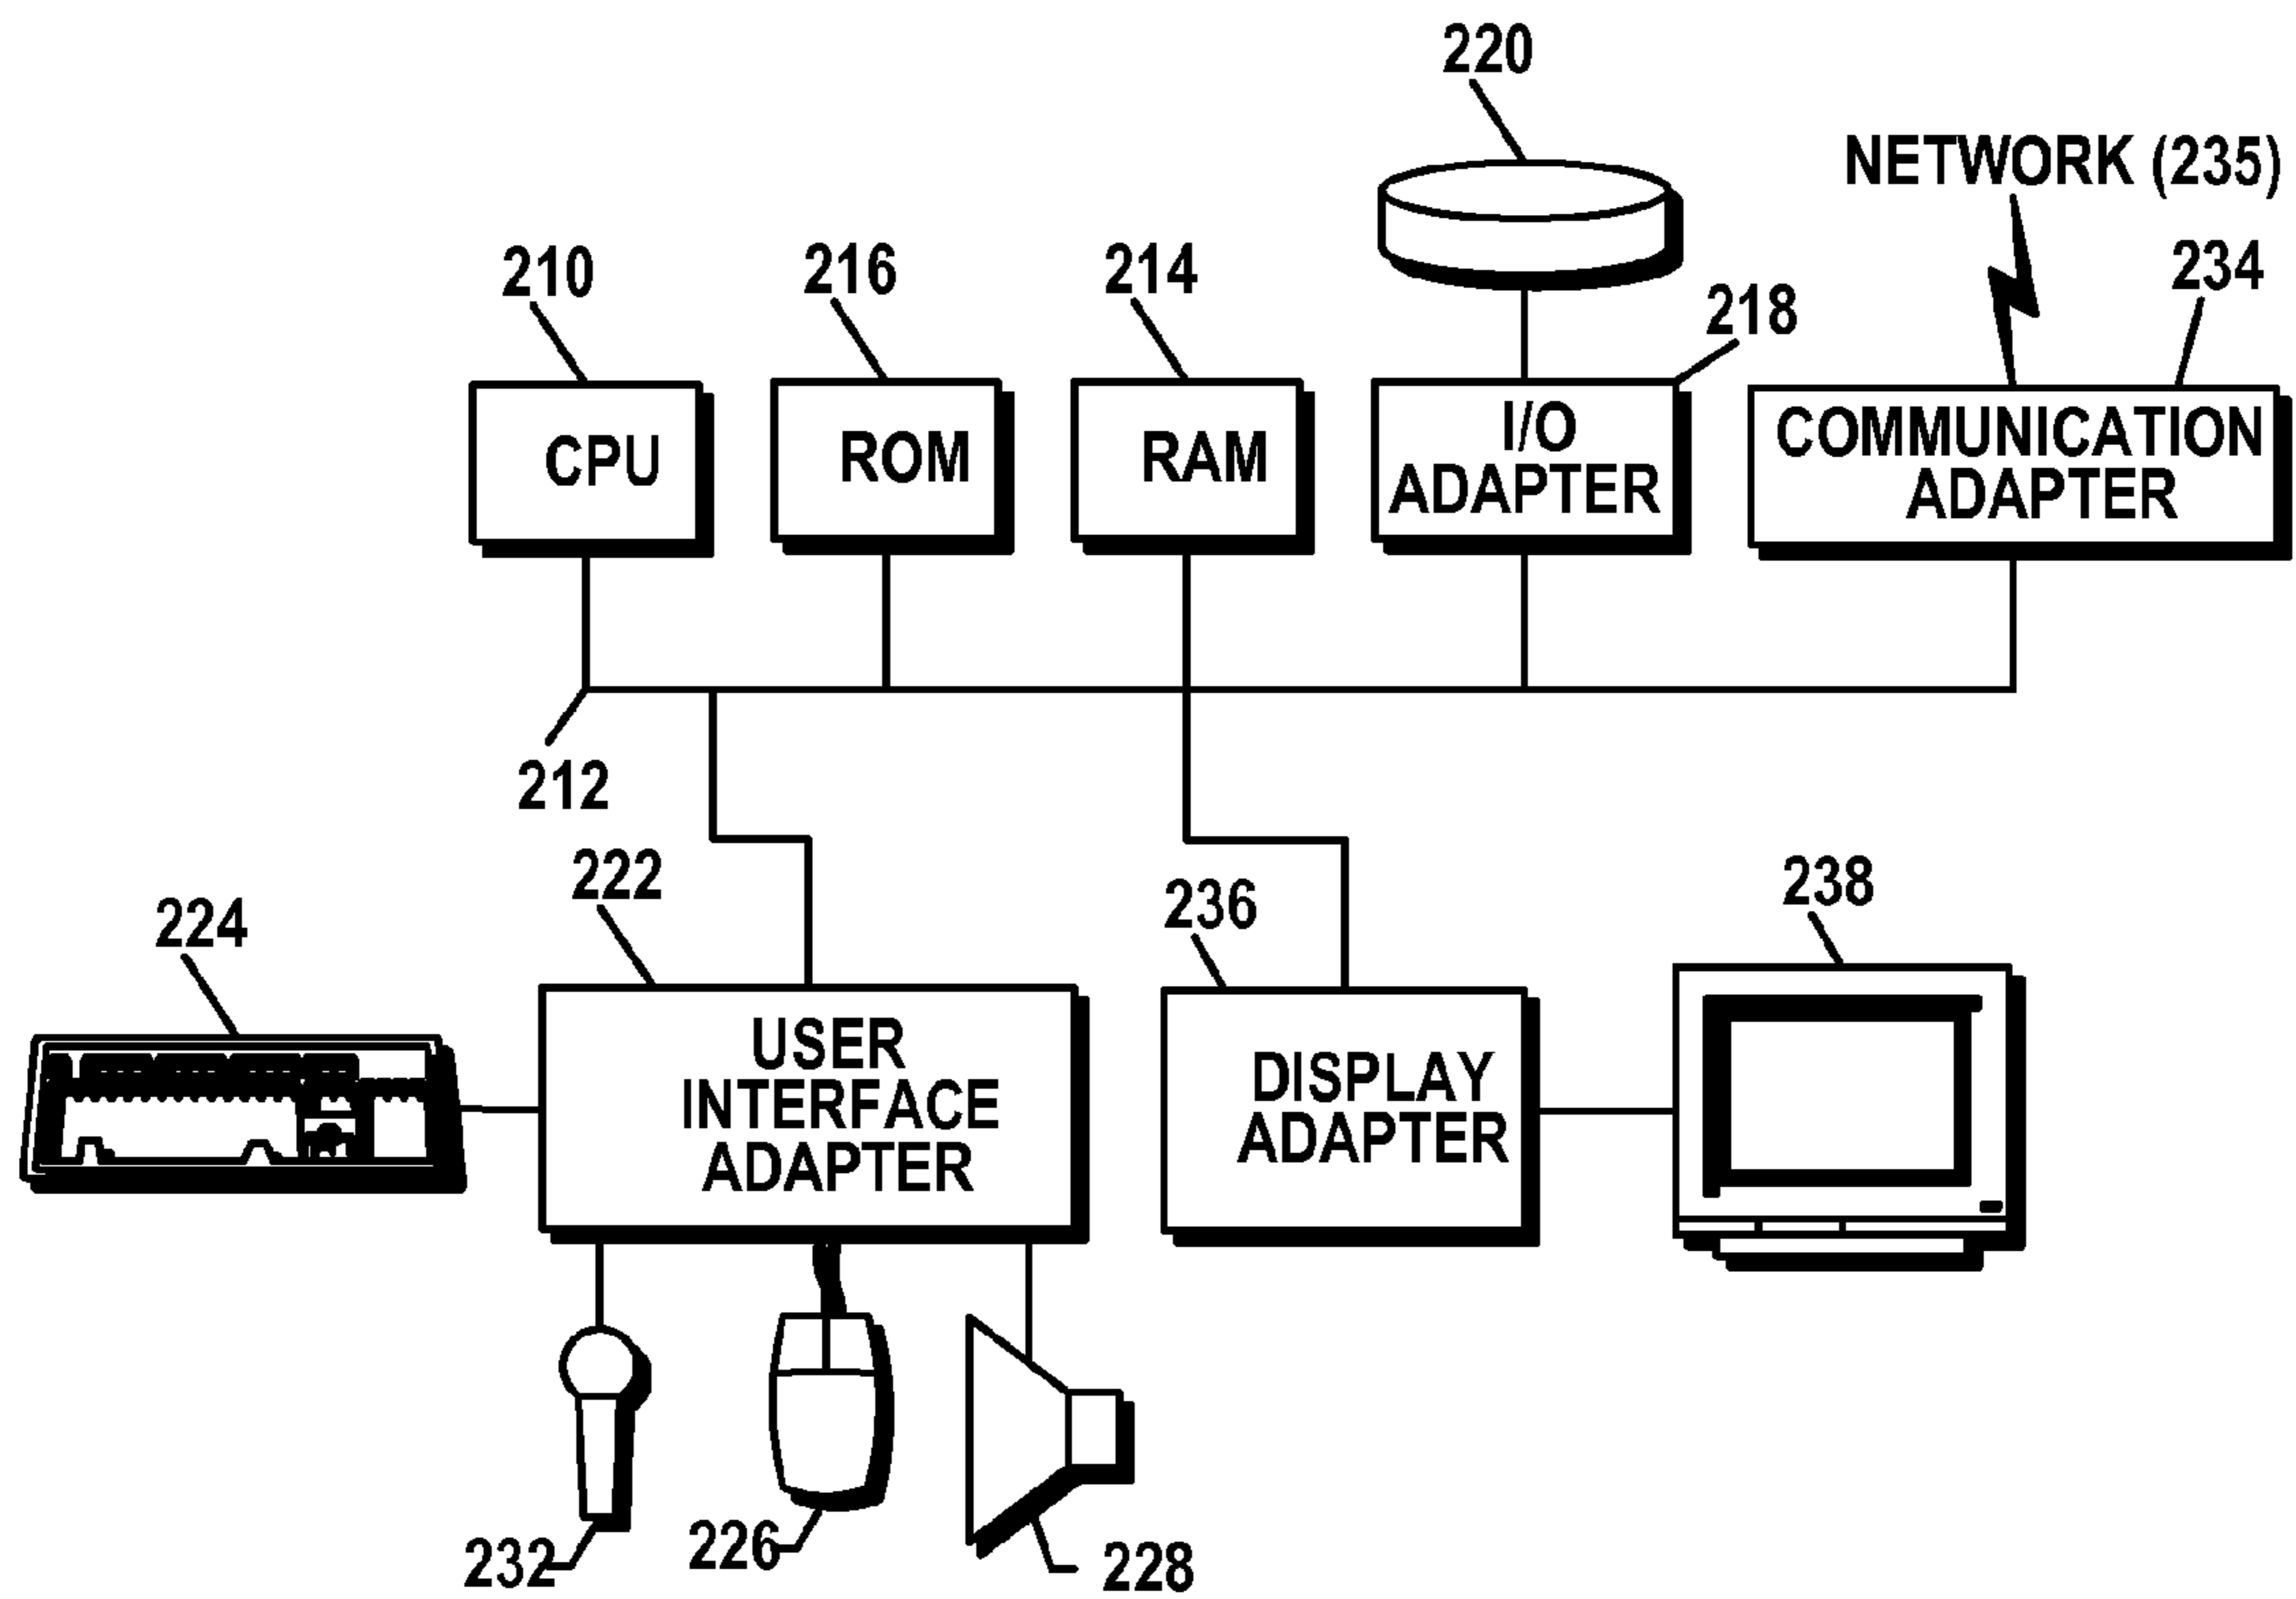 220
NETWORK (235)
210
216
214
234
218
CPU
ROM
RAM
I/O
ADAPTER
COMMUNICATION
ADAPTER
212
222
236
238
224
USER
INTERFACE
ADAPTER
DISPLAY
ADAPTER
232
226
228